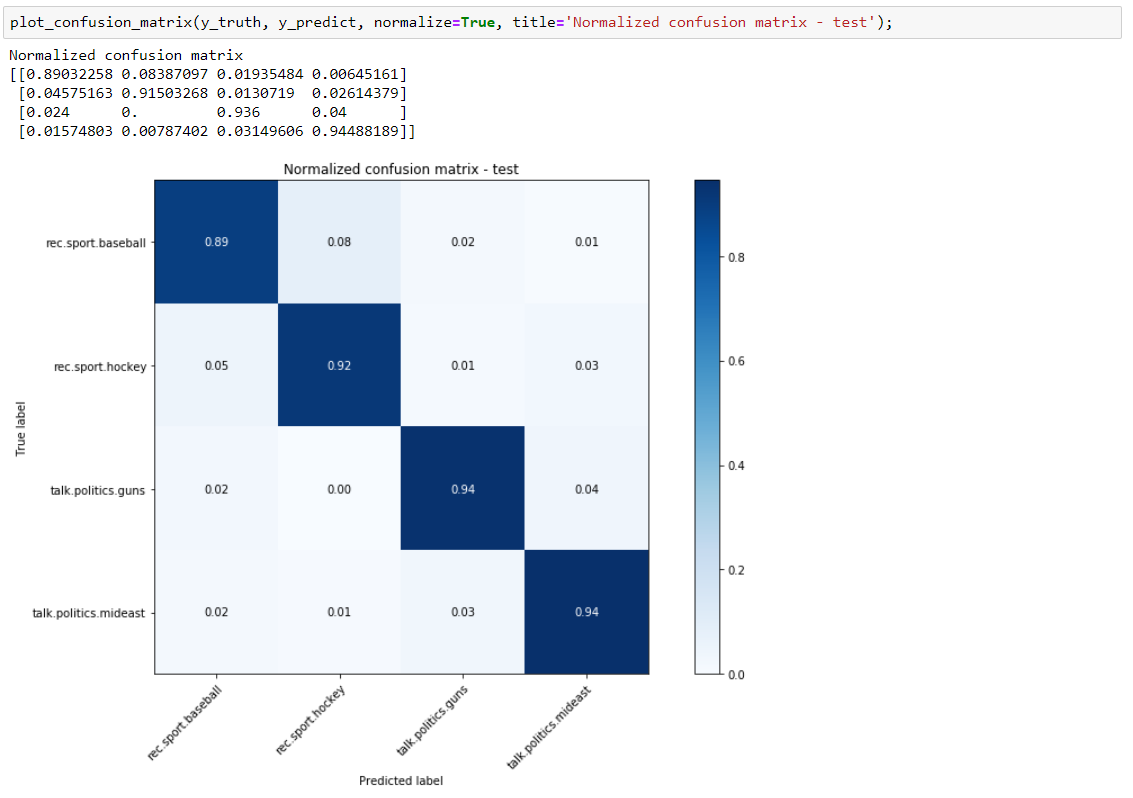 plot_confusion_matrix(y_truth, y_predict, normalize=True, title='Normalized confusion matrix - test');
Normalized confusion matrix
[[0.89032258 0.08387097 0.01935484 0.00645161]
 [0.04575163 0.91503268 0.0130719  0.02614379]
 [0.024      0.         0.936      0.04      ]
 [0.01574803 0.00787402 0.03149606 0.94488189]]
Normalized confusion matrix - test
rec.sport.baseball 0.89 0.08 0.02 0.01
rec.sport.hockey 0.05 0.92 0.01 0.03
talk.politics.guns 0.02 0.00 0.94 0.04
talk.politics.mideast 0.02 0.01 0.03 0.94
True label
rec.sport.baseball
rec.sport.hockey
talk.politics.guns
talk.politics.mideast
Predicted label
0.8
0.6
0.4
0.2
0.0